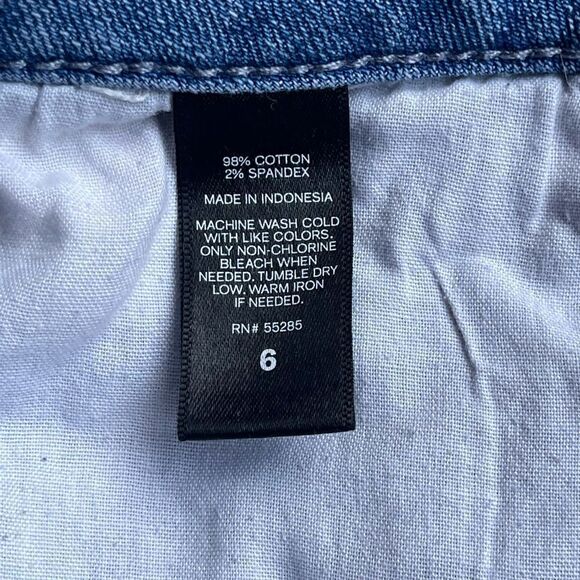 98% COTTON
2% SPANDEX
MADE IN INDONESIA
MACHINE WASH COLD
WITH LIKE COLORS.
ONLY NON-CHLORINE
BLEACH WHEN
NEEDED. TUMBLE DRY
LOW. WARM IRON
IF NEEDED.
RN# 55285
6